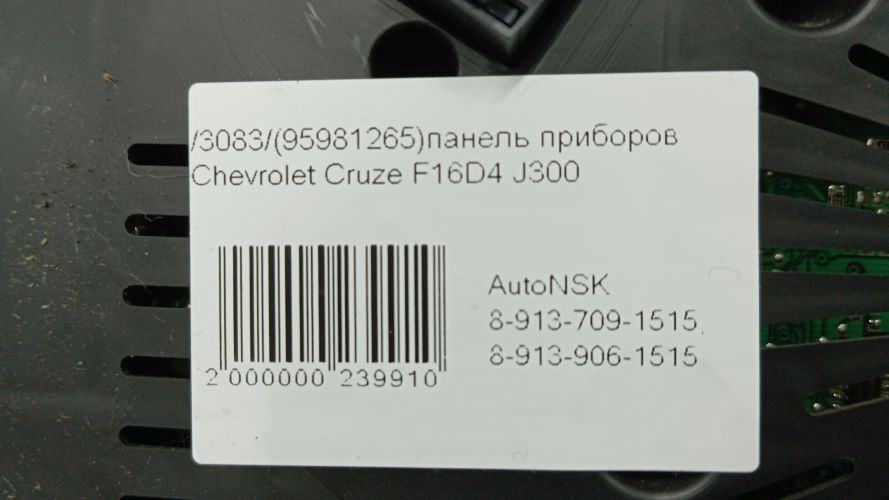 /3083/(95981265)панель приборов
Chevrolet Cruze F16D4 J300
AutoNSK
8-913-709-1515,
8-913-906-1515
2 000000 239910